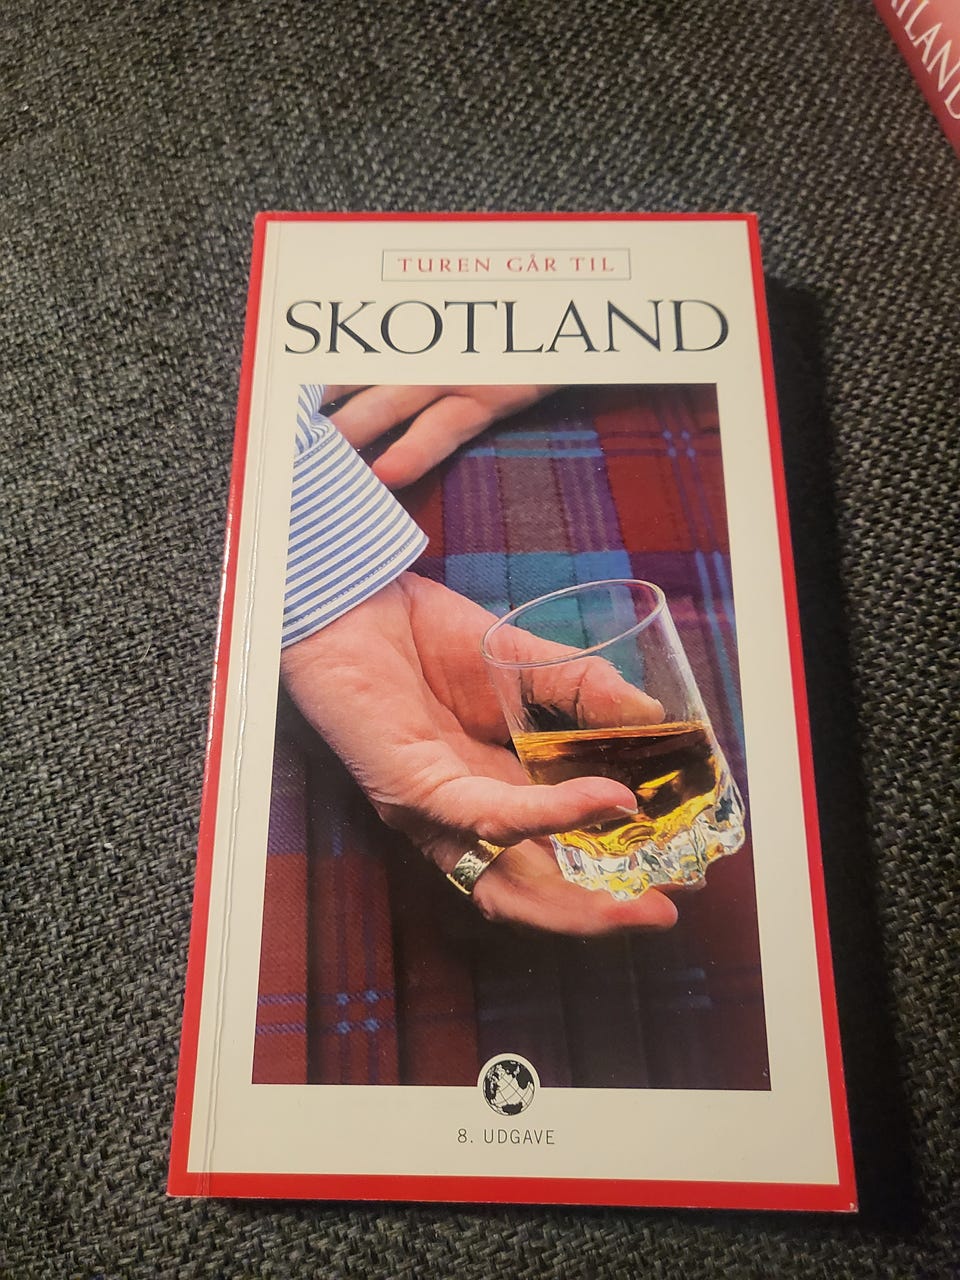 TUREN GÅR TIL
SKOTLAND
8. UDGAVE